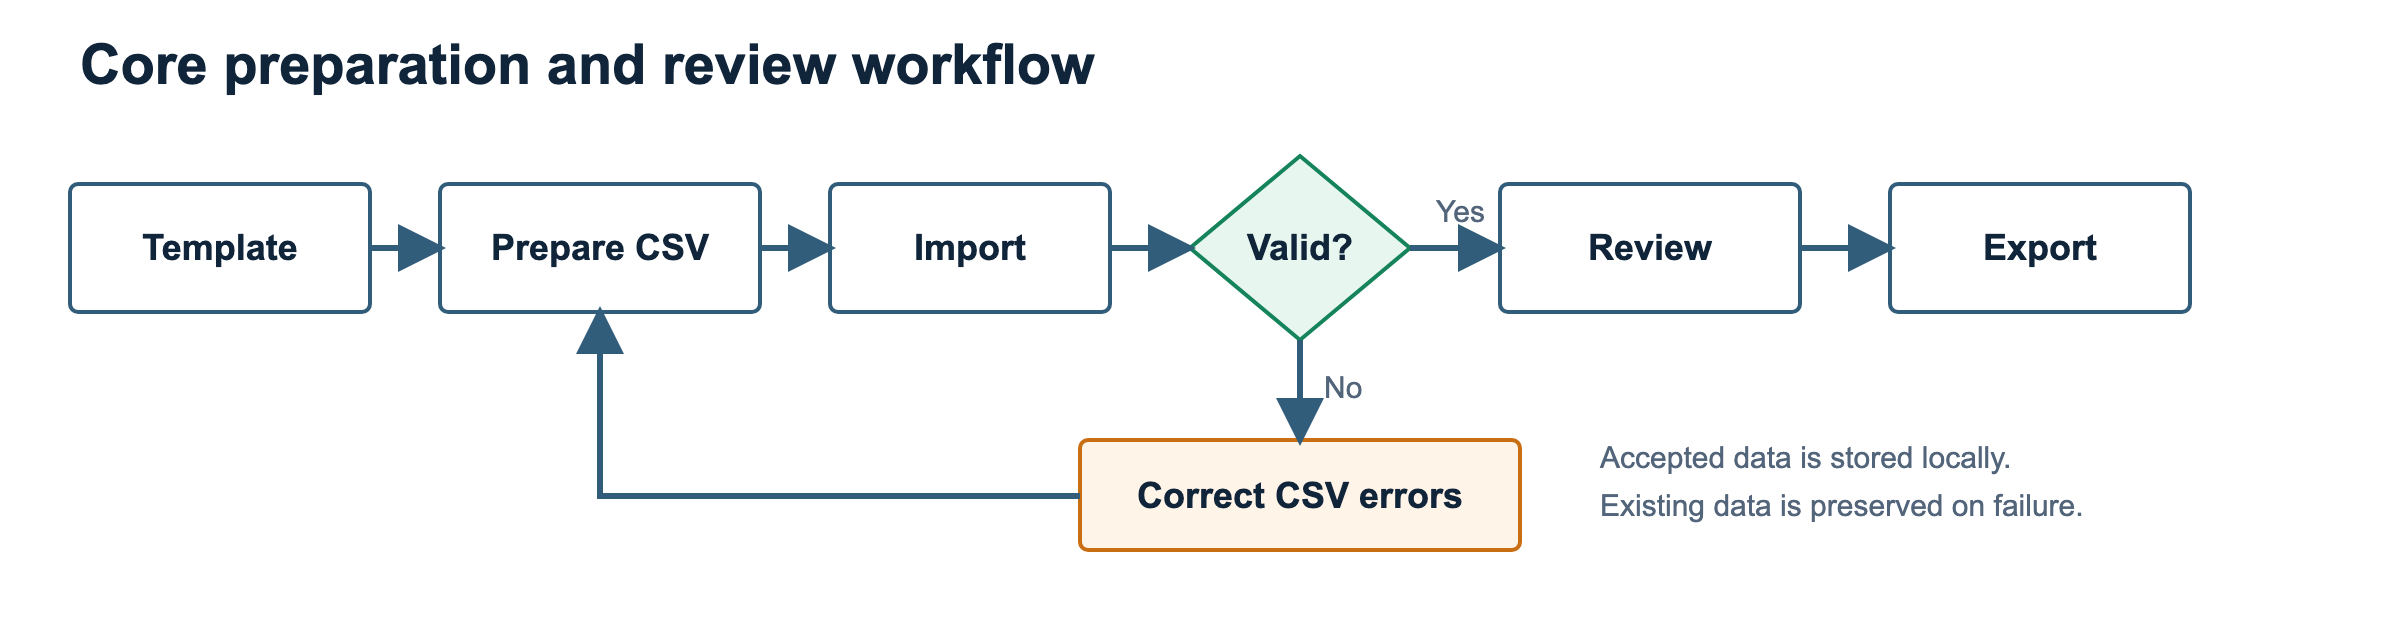 Core preparation and review workflow
Template
Prepare CSV
Import
Valid?
Yes
Review
Export
No
Correct CSV errors
Accepted data is stored locally.
Existing data is preserved on failure.